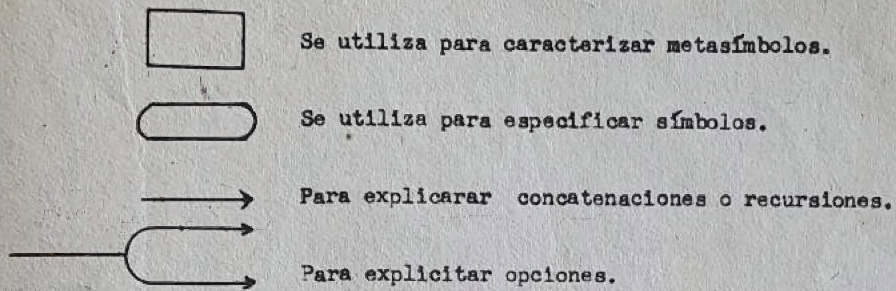 Se utiliza para caracterizar metasímbolos.
Se utiliza para especificar símbolos.
Para explicarar concatenaciones o recursiones.
Para explicitar opciones.